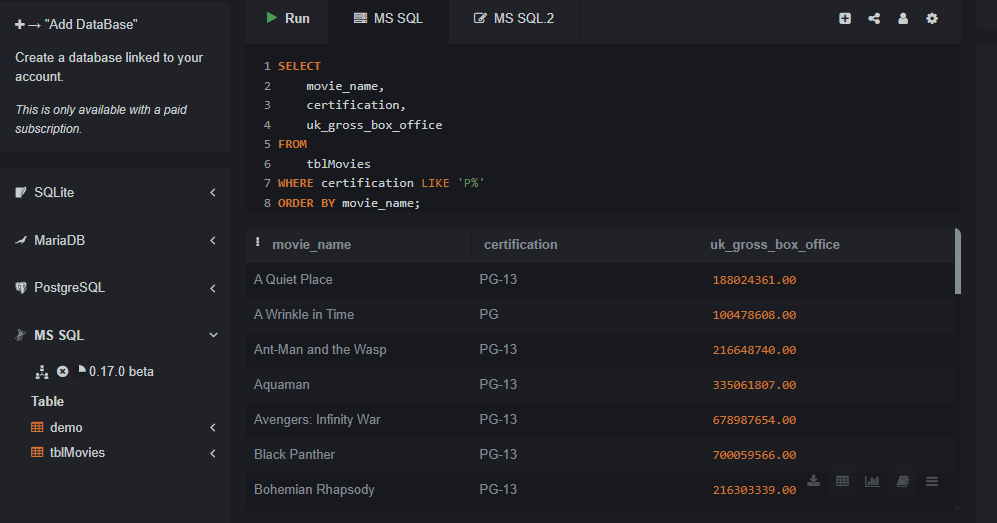 → "Add DataBase"
Create a database linked to your
account.
This is only available with a paid
subscription.
SQLite
MariaDB
PostgreSQL
MS SQL
0.17.0 beta
Table
demo
tblMovies
Run
MS SQL
MS SQL.2
1 SELECT
2 movie_name,
3 certification,
4 uk_gross_box_office
5 FROM
6 tblMovies
7 WHERE certification LIKE 'P%'
8 ORDER BY movie_name;
movie_name certification uk_gross_box_office
A Quiet Place PG-13 188024361.00
A Wrinkle in Time PG 100478608.00
Ant-Man and the Wasp PG-13 216648740.00
Aquaman PG-13 335061807.00
Avengers: Infinity War PG-13 678987654.00
Black Panther PG-13 700059566.00
Bohemian Rhapsody PG-13 216303339.00